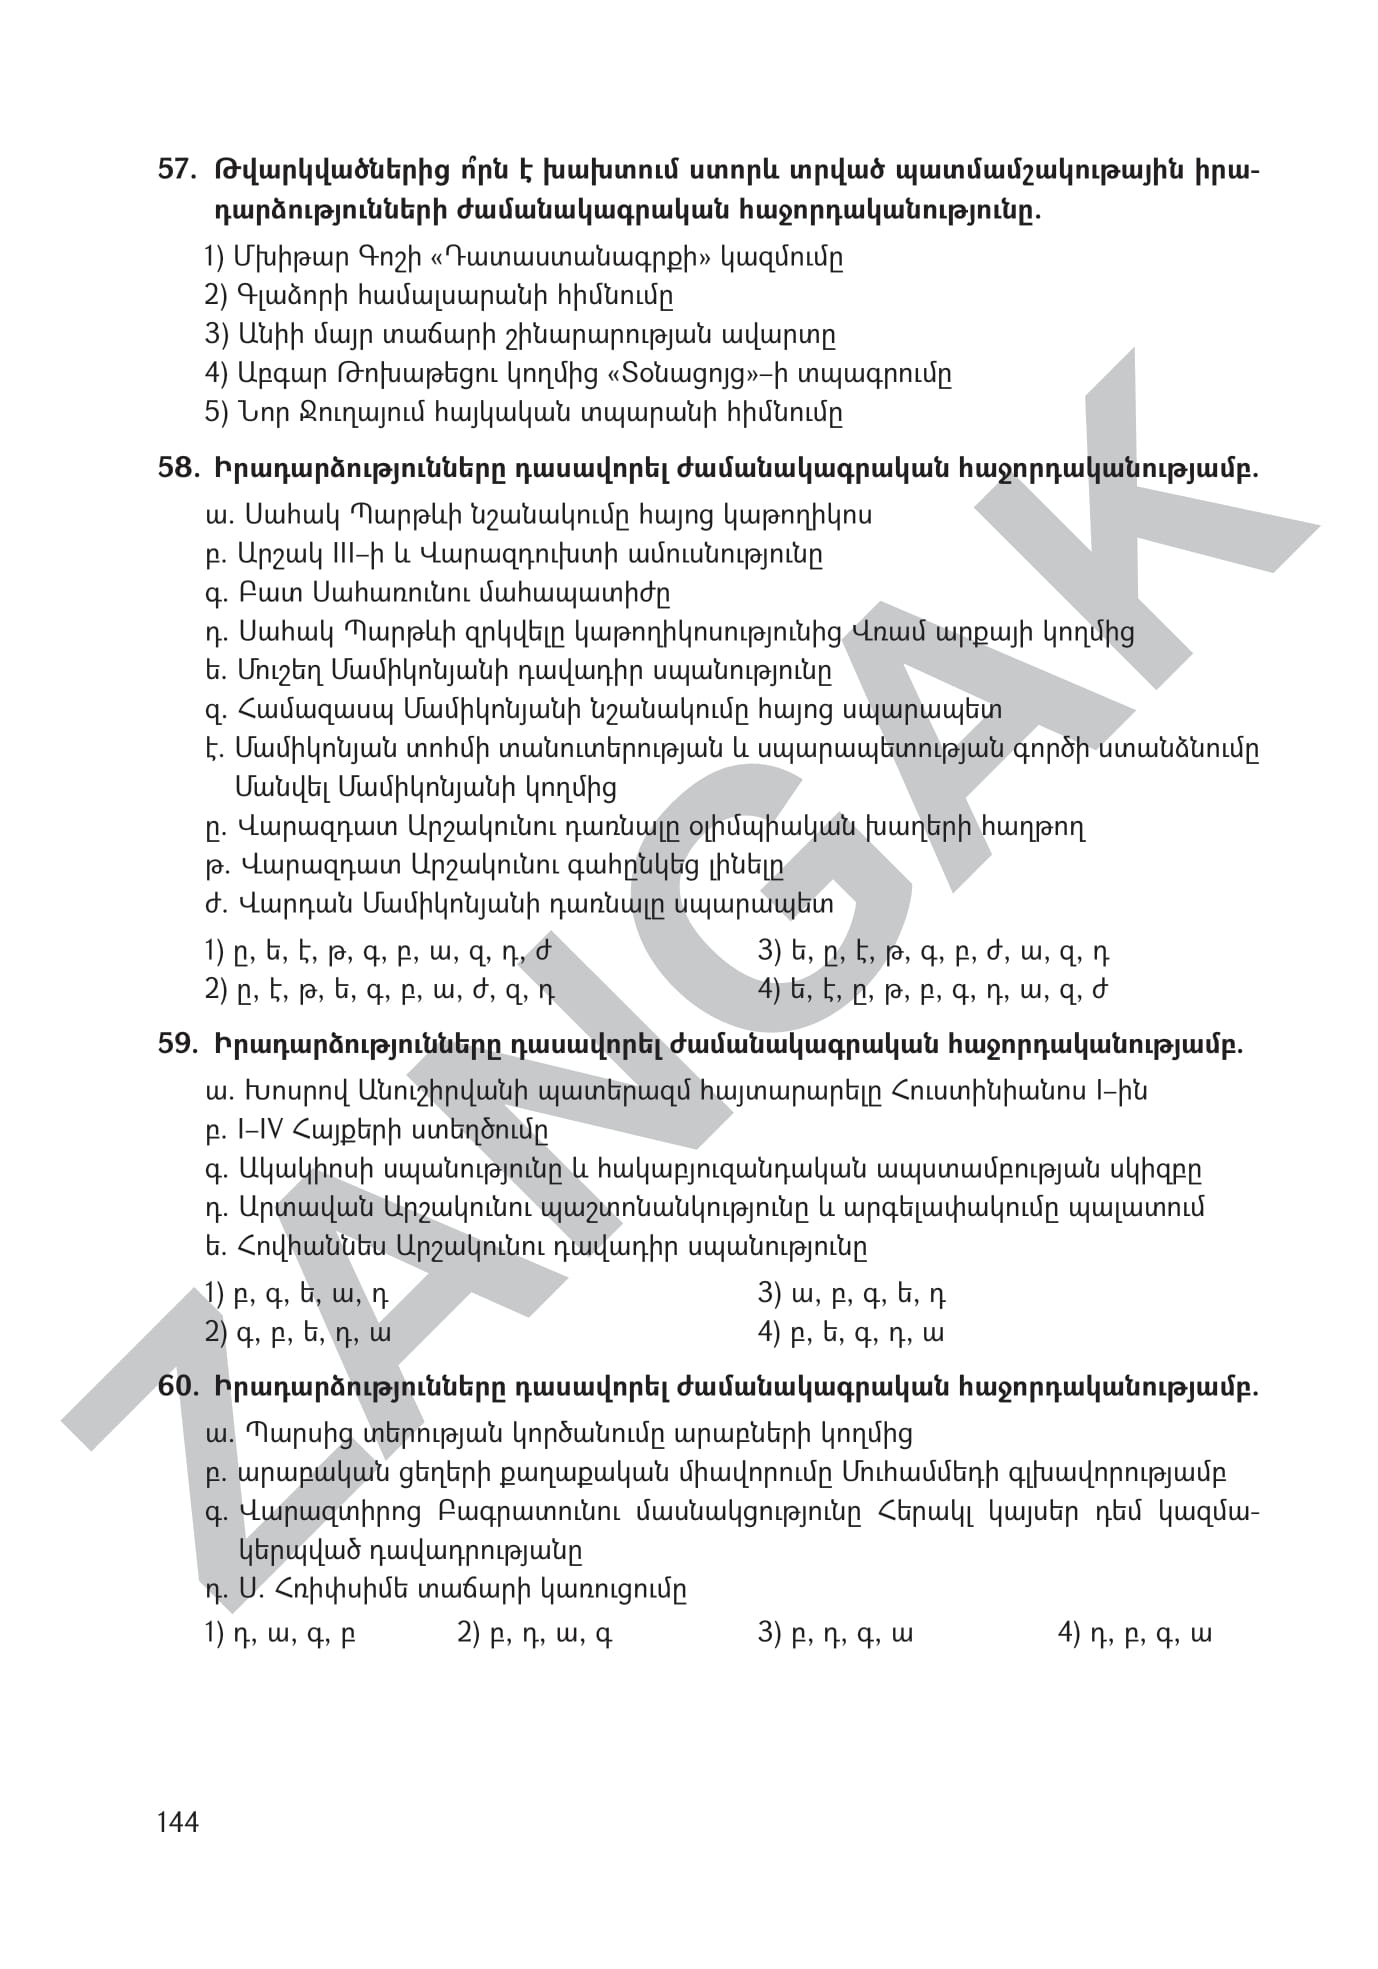 57. Թվարկվածներից ո՞րն է խախտում ստորև տրված պատմամշակութային իրա-
դարձությունների ժամանակագրական հաջորդականությունը.
1) Մխիթար Գոշի «Դատաստանագրքի» կազմումը
2) Գլաձորի համալսարանի հիմնումը
3) Անիի մայր տաճարի շինարարության ավարտը
4) Աբգար Թոխաթեցու կողմից «Տօնացոյց»–ի տպագրումը
5) Նոր Ջուղայում հայկական տպարանի հիմնումը
58. Իրադարձությունները դասավորել ժամանակագրական հաջորդականությամբ.
ա. Սահակ Պարթևի նշանակումը հայոց կաթողիկոս
բ. Արշակ III–ի և Վարազդուխտի ամուսնությունը
գ. Բատ Սահառունու մահապատիժը
դ. Սահակ Պարթևի զրկվելը կաթողիկոսությունից Վռամ արքայի կողմից
ե. Մուշեղ Մամիկոնյանի դավադիր սպանությունը
զ. Համազասպ Մամիկոնյանի նշանակումը հայոց սպարապետ
է. Մամիկոնյան տոհմի տանուտերության և սպարապետության գործի ստանձնումը
Մանվել Մամիկոնյանի կողմից
ը. Վարազդատ Արշակունու դառնալը օլիմպիական խաղերի հաղթող
թ. Վարազդատ Արշակունու գահընկեց լինելը
ժ. Վարդան Մամիկոնյանի դառնալը սպարապետ
1) ը, ե, է, թ, գ, բ, ա, զ, դ, ժ 3) ե, ը, է, թ, գ, բ, ժ, ա, զ, դ
2) ը, է, թ, ե, գ, բ, ա, ժ, զ, դ 4) ե, է, ը, թ, բ, գ, դ, ա, զ, ժ
59. Իրադարձությունները դասավորել ժամանակագրական հաջորդականությամբ.
ա. Խոսրով Անուշիրվանի պատերազմ հայտարարելը Հուստինիանոս I–ին
բ. I–IV Հայքերի ստեղծումը
գ. Ակակիոսի սպանությունը և հակաբյուզանդական ապստամբության սկիզբը
դ. Արտավան Արշակունու պաշտոնանկությունը և արգելափակումը պալատում
ե. Հովհաննես Արշակունու դավադիր սպանությունը
1) բ, գ, ե, ա, դ 3) ա, բ, գ, ե, դ
2) գ, բ, ե, դ, ա 4) բ, ե, գ, դ, ա
60. Իրադարձությունները դասավորել ժամանակագրական հաջորդականությամբ.
ա. Պարսից տերության կործանումը արաբների կողմից
բ. արաբական ցեղերի քաղաքական միավորումը Մուհամմեդի գլխավորությամբ
գ. Վարազտիրոց Բագրատունու մասնակցությունը Հերակլ կայսեր դեմ կազմա-
կերպված դավադրությանը
դ. Ս. Հռիփսիմե տաճարի կառուցումը
1) դ, ա, գ, բ 2) բ, դ, ա, գ 3) բ, դ, գ, ա 4) դ, բ, գ, ա
144
ZANGAK